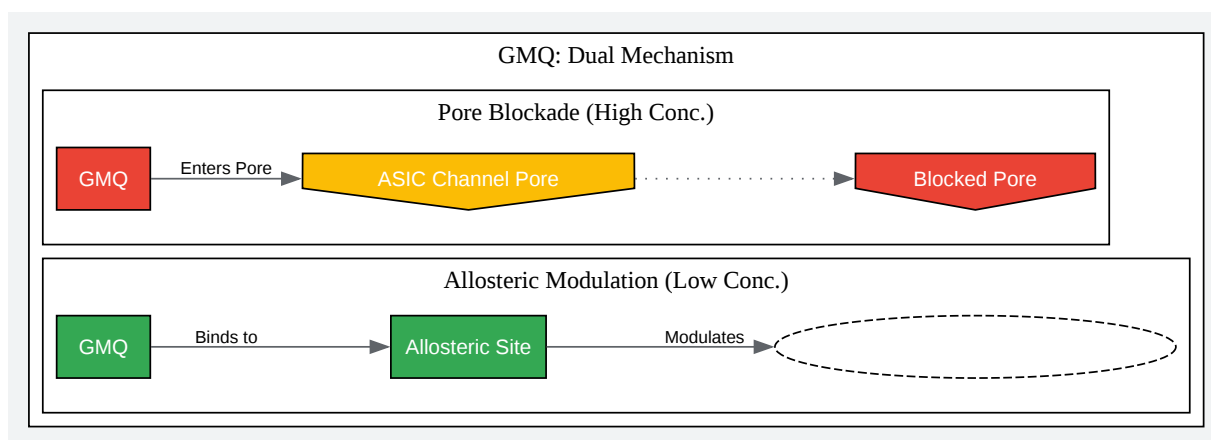 GMQ: Dual Mechanism
Pore Blockade (High Conc.)
GMQ
Enters Pore
ASIC Channel Pore
Blocked Pore
Allosteric Modulation (Low Conc.)
GMQ
Binds to
Allosteric Site
Modulates